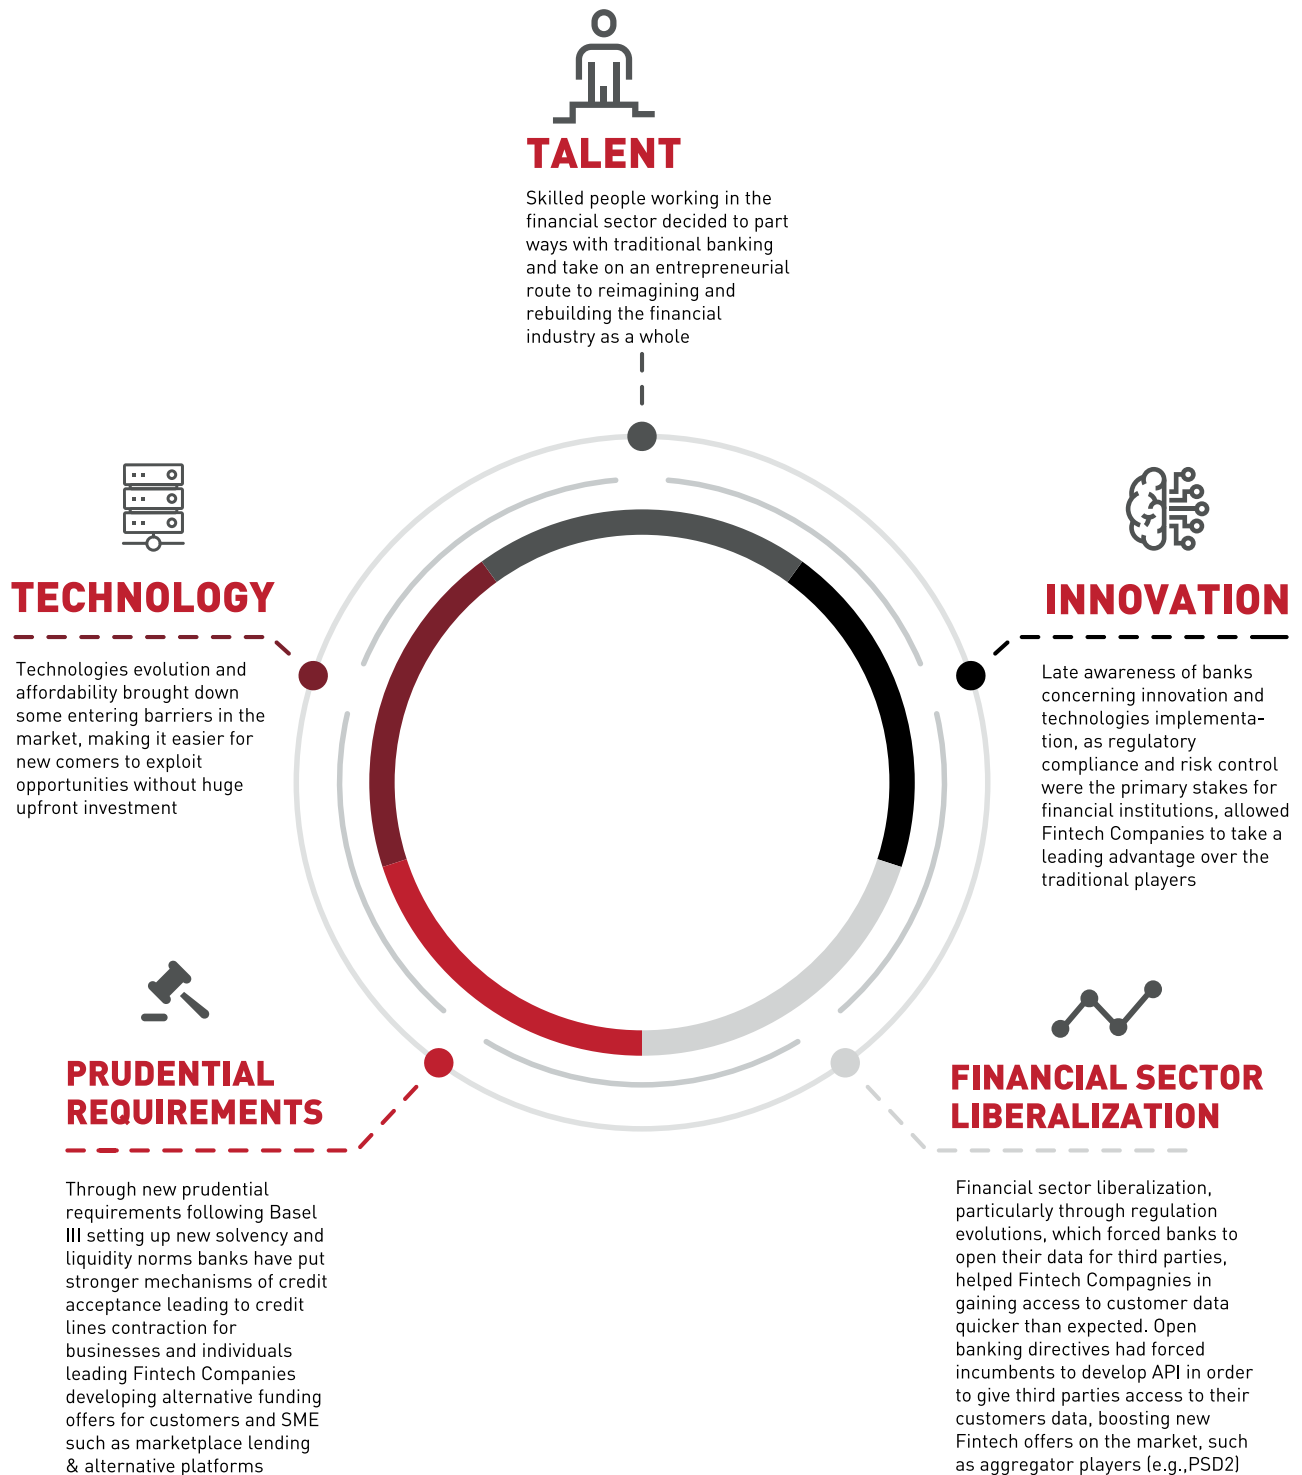 TALENT
Skilled people working in the
financial sector decided to part
ways with traditional banking
and take on an entrepreneurial
route to reimagining and
rebuilding the financial
industry as a whole
TECHNOLOGY
Technologies evolution and
affordability brought down
some entering barriers in the
market, making it easier for
new comers to exploit
opportunities without huge
upfront investment
INNOVATION
Late awareness of banks
concerning innovation and
technologies implementa-
tion, as regulatory
compliance and risk control
were the primary stakes for
financial institutions, allowed
Fintech Companies to take a
leading advantage over the
traditional players
PRUDENTIAL
REQUIREMENTS
Through new prudential
requirements following Basel
III setting up new solvency and
liquidity norms banks have put
stronger mechanisms of credit
acceptance leading to credit
lines contraction for
businesses and individuals
leading Fintech Companies
developing alternative funding
offers for customers and SME
such as marketplace lending
& alternative platforms
FINANCIAL SECTOR
LIBERALIZATION
Financial sector liberalization,
particularly through regulation
evolutions, which forced banks to
open their data for third parties,
helped Fintech Compagnies in
gaining access to customer data
quicker than expected. Open
banking directives had forced
incumbents to develop API in order
to give third parties access to their
customers data, boosting new
Fintech offers on the market, such
as aggregator players (e.g.,PSD2)